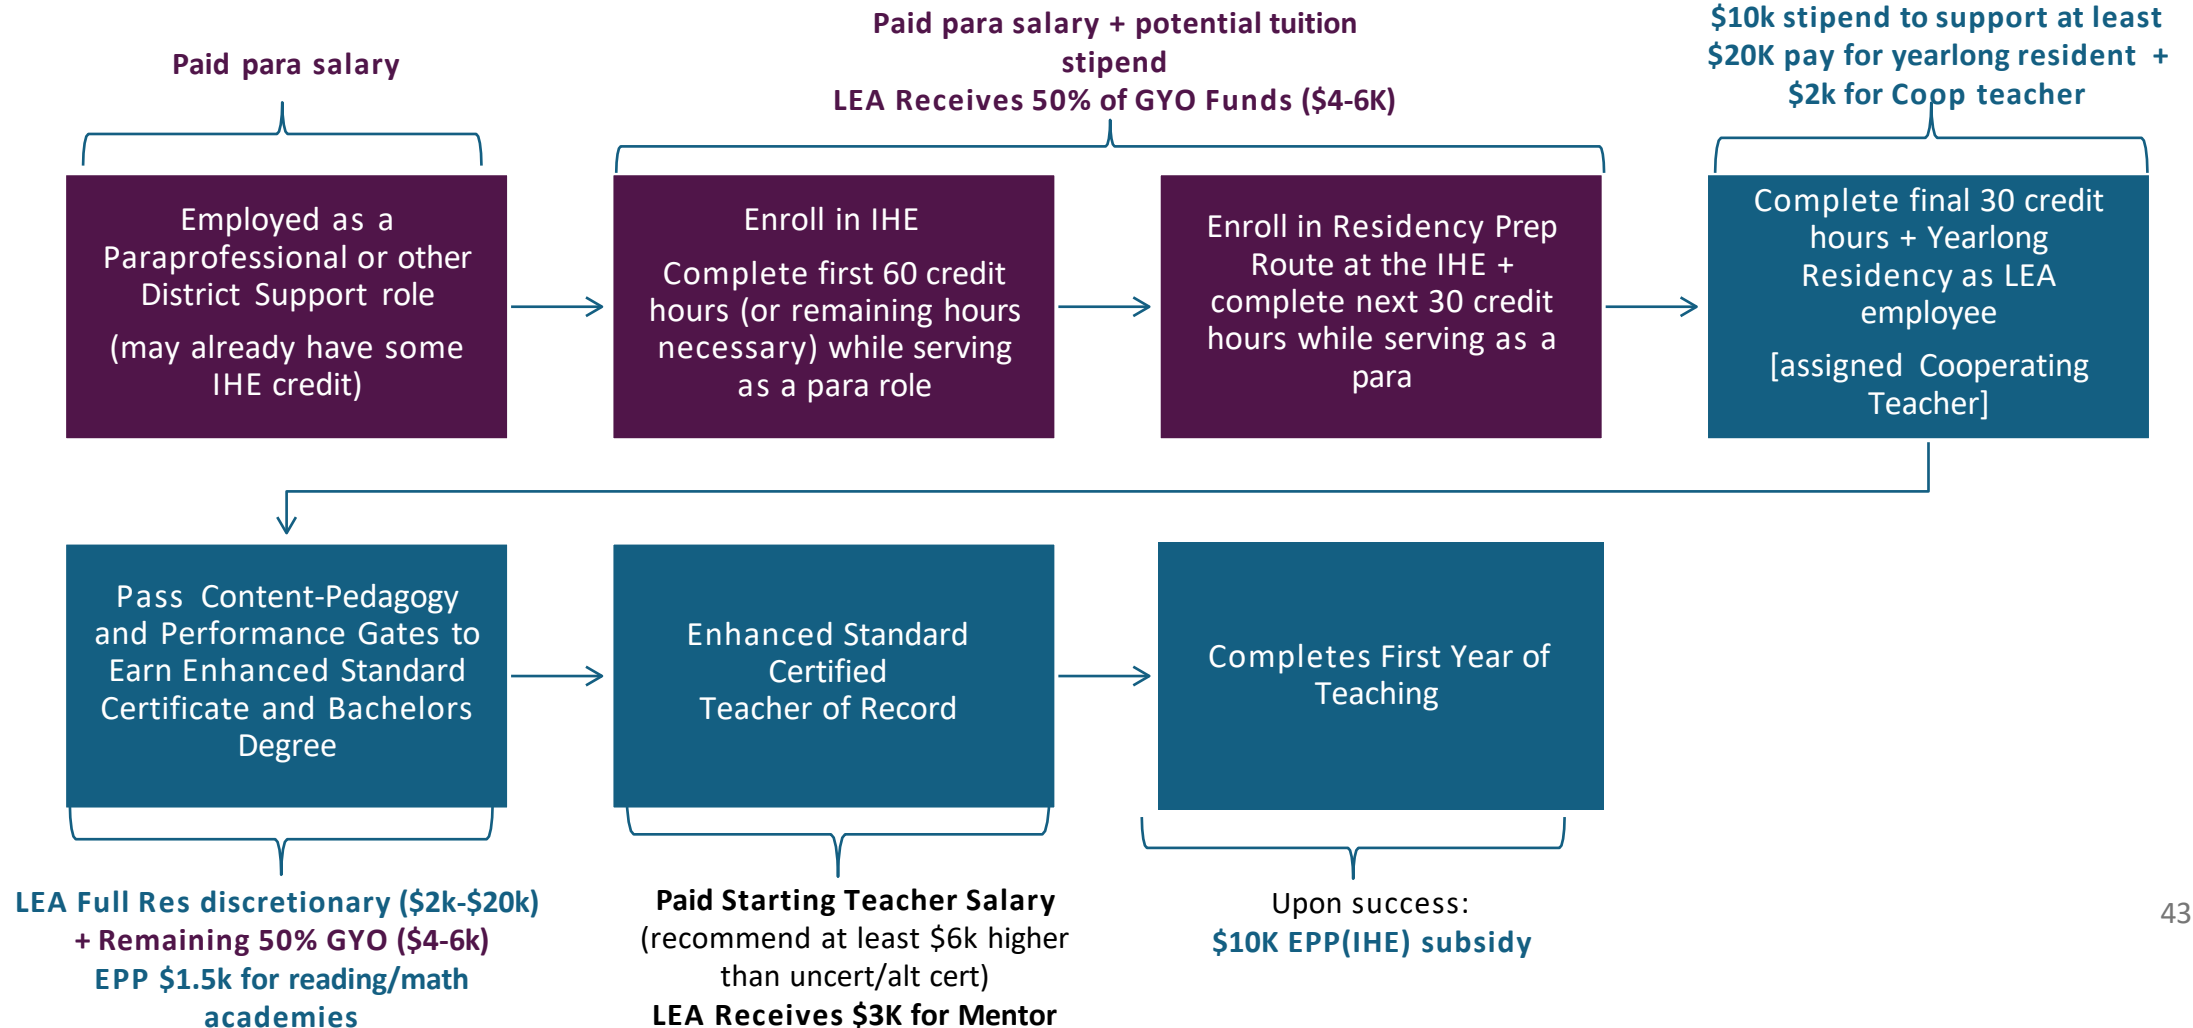 Paid para salary
Paid para salary + potential tuition
stipend
LEA Receives 50% of GYO Funds ($4-6K)
$10k stipend to support at least
$20K pay for yearlong resident +
$2k for Coop teacher
Employed as a
Paraprofessional or other
District Support role
(may already have some
IHE credit)
Enroll in IHE
Complete first 60 credit
hours (or remaining hours
necessary) while serving
as a para role
Enroll in Residency Prep
Route at the IHE +
complete next 30 credit
hours while serving as a
para
Complete final 30 credit
hours + Yearlong
Residency as LEA
employee
[assigned Cooperating
Teacher]
Pass Content-Pedagogy
and Performance Gates to
Earn Enhanced Standard
Certificate and Bachelors
Degree
Enhanced Standard
Certified
Teacher of Record
Completes First Year of
Teaching
LEA Full Res discretionary ($2k-$20k)
+ Remaining 50% GYO ($4-6k)
EPP $1.5k for reading/math
academies
Paid Starting Teacher Salary
(recommend at least $6k higher
than uncert/alt cert)
LEA Receives $3K for Mentor
Upon success:
$10K EPP(IHE) subsidy
43